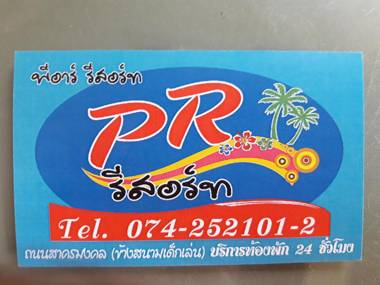 พีอาร์ รีสอร์ท
PR
รีสอร์ท
Tel. 074-252101-2
ถนนสาครมงคล (ข้างสนามเด็กเล่น) บริการห้องพัก 24 ชั่วโมง